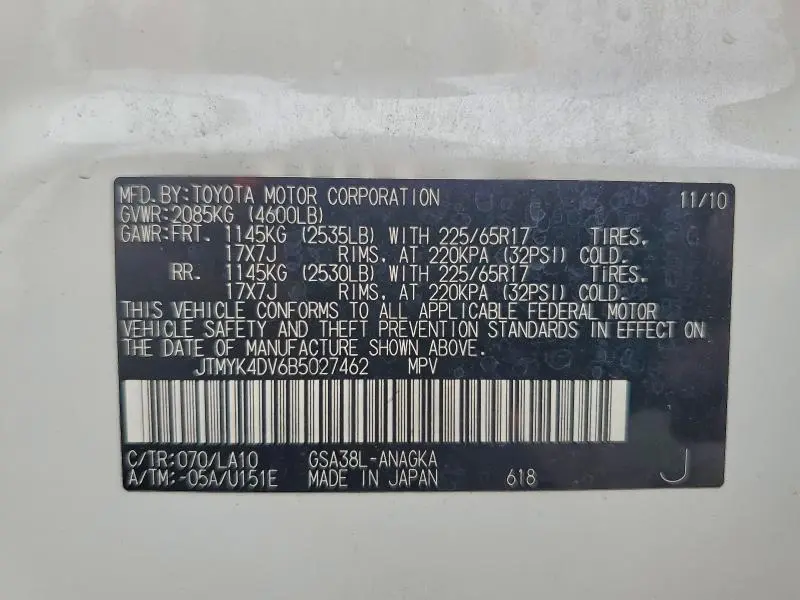 MFD.BY:TOYOTA MOTOR CORPORATION 11/10
GVWR:2085KG (4600LB)
GAWR:FRT. 1145KG (2535LB) WITH 225/65R17 TIRES,
17X7J RIMS, AT 220KPA (32PSI) COLD.
RR. 1145KG (2530LB) WITH 225/65R17 TIRES,
17X7J RIMS, AT 220KPA (32PSI) COLD.
THIS VEHICLE CONFORMS TO ALL APPLICABLE FEDERAL MOTOR
VEHICLE SAFETY AND THEFT PREVENTION STANDARDS IN EFFECT ON
THE DATE OF MANUFACTURE SHOWN ABOVE.
JTMYK4DV6B5027462 MPV
C/TR:070/LA10 GSA38L-ANAGKA J
A/TM:-05A/U151E MADE IN JAPAN 618